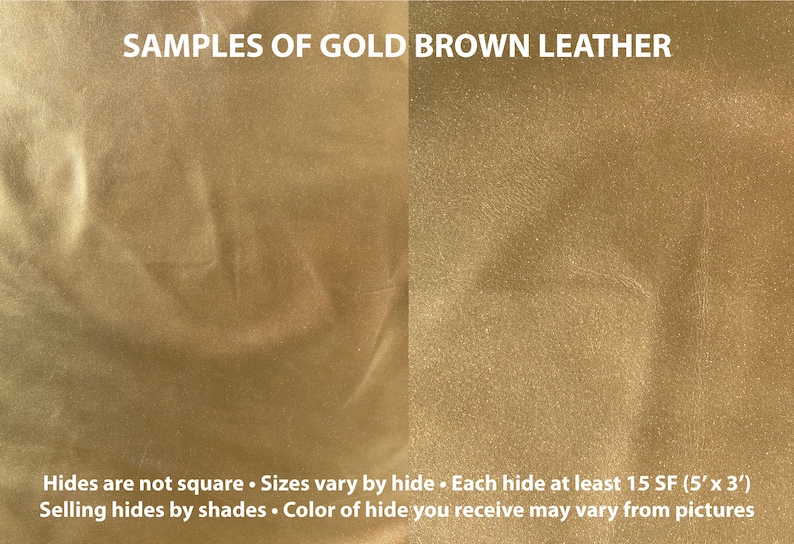 SAMPLES OF GOLD BROWN LEATHER
Hides are not square • Sizes vary by hide • Each hide at least 15 SF (5’ x 3’)
Selling hides by shades • Color of hide you receive may vary from pictures